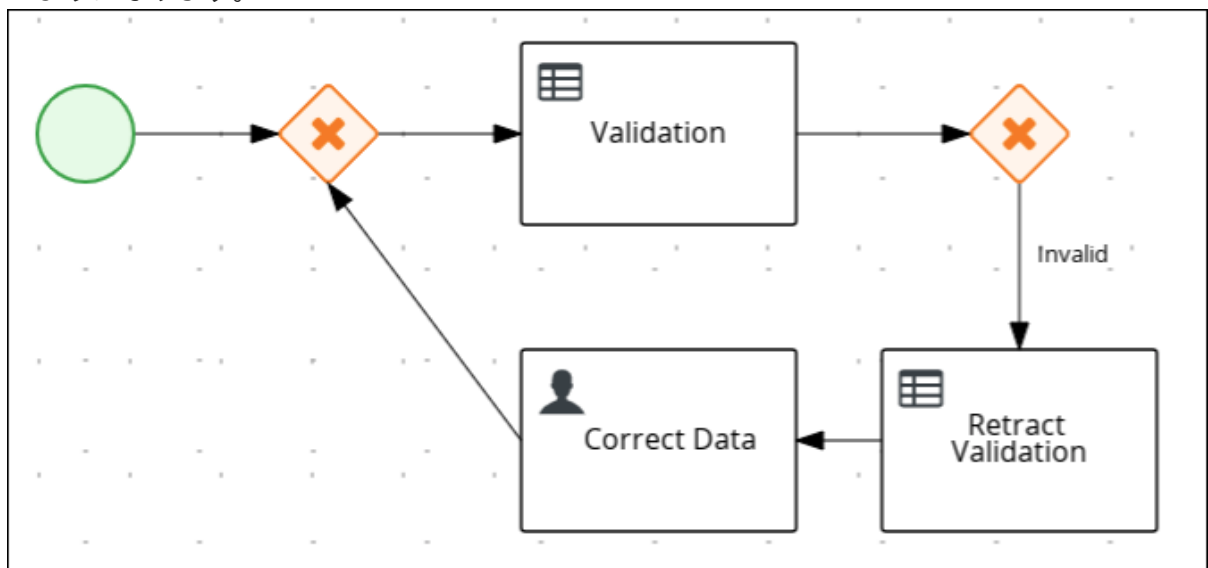 Validation
Invalid
Correct Data
Retract
Validation